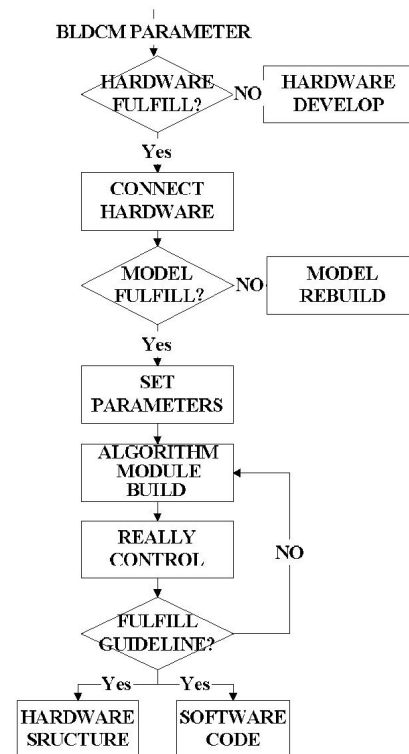 BLDCM PARAMETER
HARDWARE
FULFILL?
NO
HARDWARE
DEVELOP
Yes
CONNECT
HARDWARE
MODEL
FULFILL?
NO
MODEL
REBUILD
Yes
SET
PARAMETERS
ALGORITHM
MODULE
BUILD
REALLY
CONTROL
NO
FULFILL
GUIDELINE?
Yes
Yes
HARDWARE
SRUCTURE
SOFTWARE
CODE